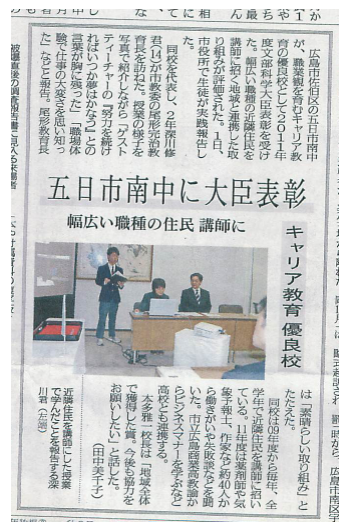 五日市南中に大臣表彰
幅広い職種の住民 講師に
キャリア教育 優良校
広島市佐伯区の五日市南中
が、職業観を育むキャリア教
育の優良校として2011年
度文部科学大臣表彰を受け
た。幅広い職種の近隣住民を
講師に招く地域と連携した取
り組みが評価された。1日、
市役所で生徒が実践報告し
た。
同校を代表し、2年深川修
君(14)が市教委の尾形完治教
育長を訪ねた。授業の様子を
写真で紹介しながら「ゲスト
ティーチャーの『努力を続け
ればいつか夢はかなう』との
言葉が胸に残った」「職場体
験で仕事の大変さを思い知っ
た」などと報告。尾形教育長
は「素晴らしい取り組み」と
たたえた。
同校は09年度から毎年、全
学年で近隣住民を講師に招い
ている。11年度は薬剤師や気
象予報士、作家など約40人か
ら働きがいや失敗談などを聞
いた。市立広島商業高教諭か
らビジネスマナーを学ぶなど
高校とも連携する。
本多雅一校長は「地域全体
で獲得した賞。今後も協力を
お願いしたい」と話した。
(田中美千子)
近隣住民を講師にした授業
で学んだことを報告する深
川君(左端)